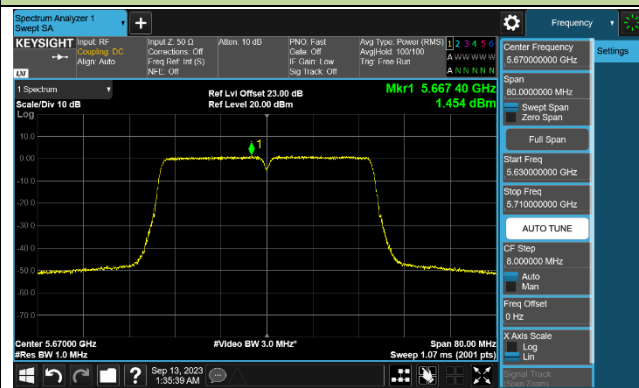 Spectrum Analyzer 1
Swept SA
Frequency
KEYSIGHT
Input: RF
Coupling: DC
Align: Auto
Input Z: 50 Ω
Corrections: Off
Freq Ref: Int (S)
NFE: Off
Atten: 10 dB
PNO: Fast
Gate: Off
IF Gain: Low
Sig Track: Off
Avg Type: Power (RMS)
Avg|Hold: 100/100
Trig: Free Run
1 2 3 4 5 6
A W W W W W
A N N N N N
LXI
1 Spectrum
Scale/Div 10 dB
Log
Ref Lvl Offset 23.00 dB
Ref Level 20.00 dBm
Mkr1 5.667 40 GHz
1.454 dBm
1
10.0
0.00
-10.0
-20.0
-30.0
-40.0
-50.0
-60.0
-70.0
Center 5.67000 GHz
#Res BW 1.0 MHz
#Video BW 3.0 MHz*
Span 80.00 MHz
Sweep 1.07 ms (2001 pts)
Center Frequency
5.670000000 GHz
Settings
Span
80.0000000 MHz
Swept Span
Zero Span
Full Span
Start Freq
5.630000000 GHz
Stop Freq
5.710000000 GHz
AUTO TUNE
CF Step
8.000000 MHz
Auto
Man
Freq Offset
0 Hz
X Axis Scale
Log
Lin
Signal Track
(Span Zoom)
Sep 13, 2023
1:35:39 AM